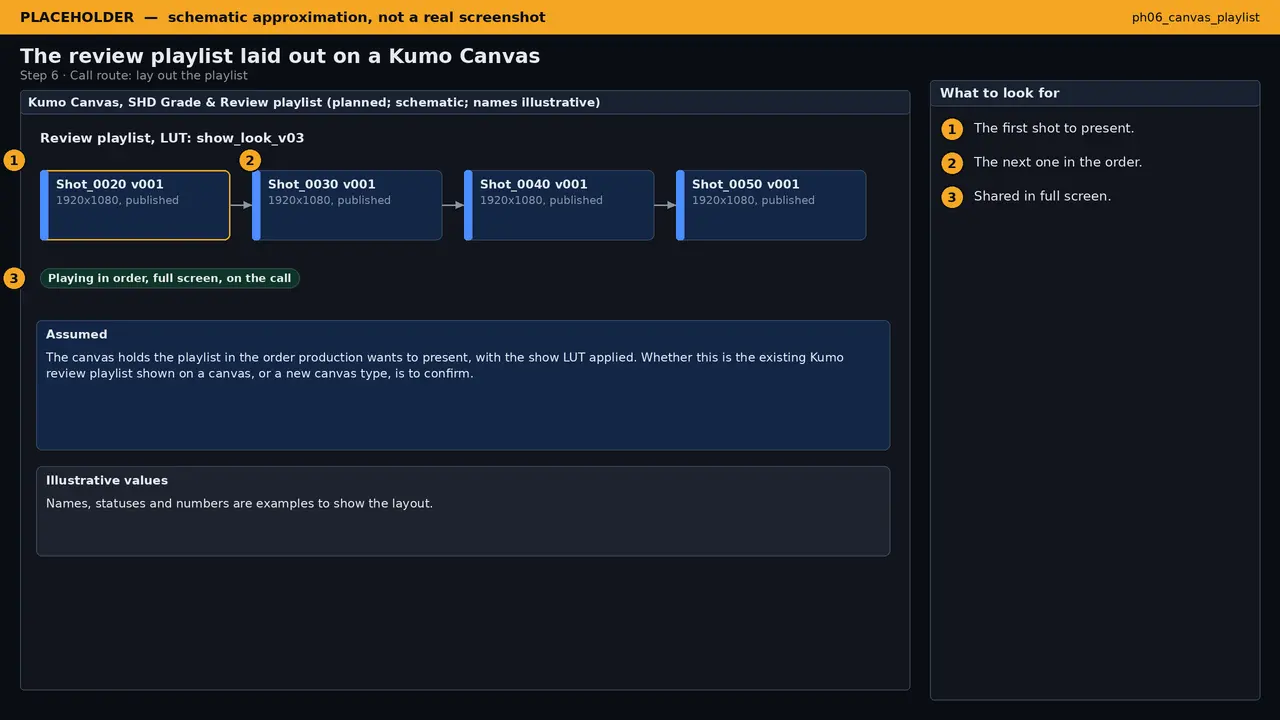 PLACEHOLDER — schematic approximation, not a real screenshot
ph06_canvas_playlist
The review playlist laid out on a Kumo Canvas
Step 6 · Call route: lay out the playlist
Kumo Canvas, SHD Grade & Review playlist (planned; schematic; names illustrative)
Review playlist, LUT: show_look_v03
1
2
Shot_0020 v001
1920x1080, published
Shot_0030 v001
1920x1080, published
Shot_0040 v001
1920x1080, published
Shot_0050 v001
1920x1080, published
3
Playing in order, full screen, on the call
Assumed
The canvas holds the playlist in the order production wants to present, with the show LUT applied. Whether this is the existing Kumo
review playlist shown on a canvas, or a new canvas type, is to confirm.
Illustrative values
Names, statuses and numbers are examples to show the layout.
What to look for
1 The first shot to present.
2 The next one in the order.
3 Shared in full screen.